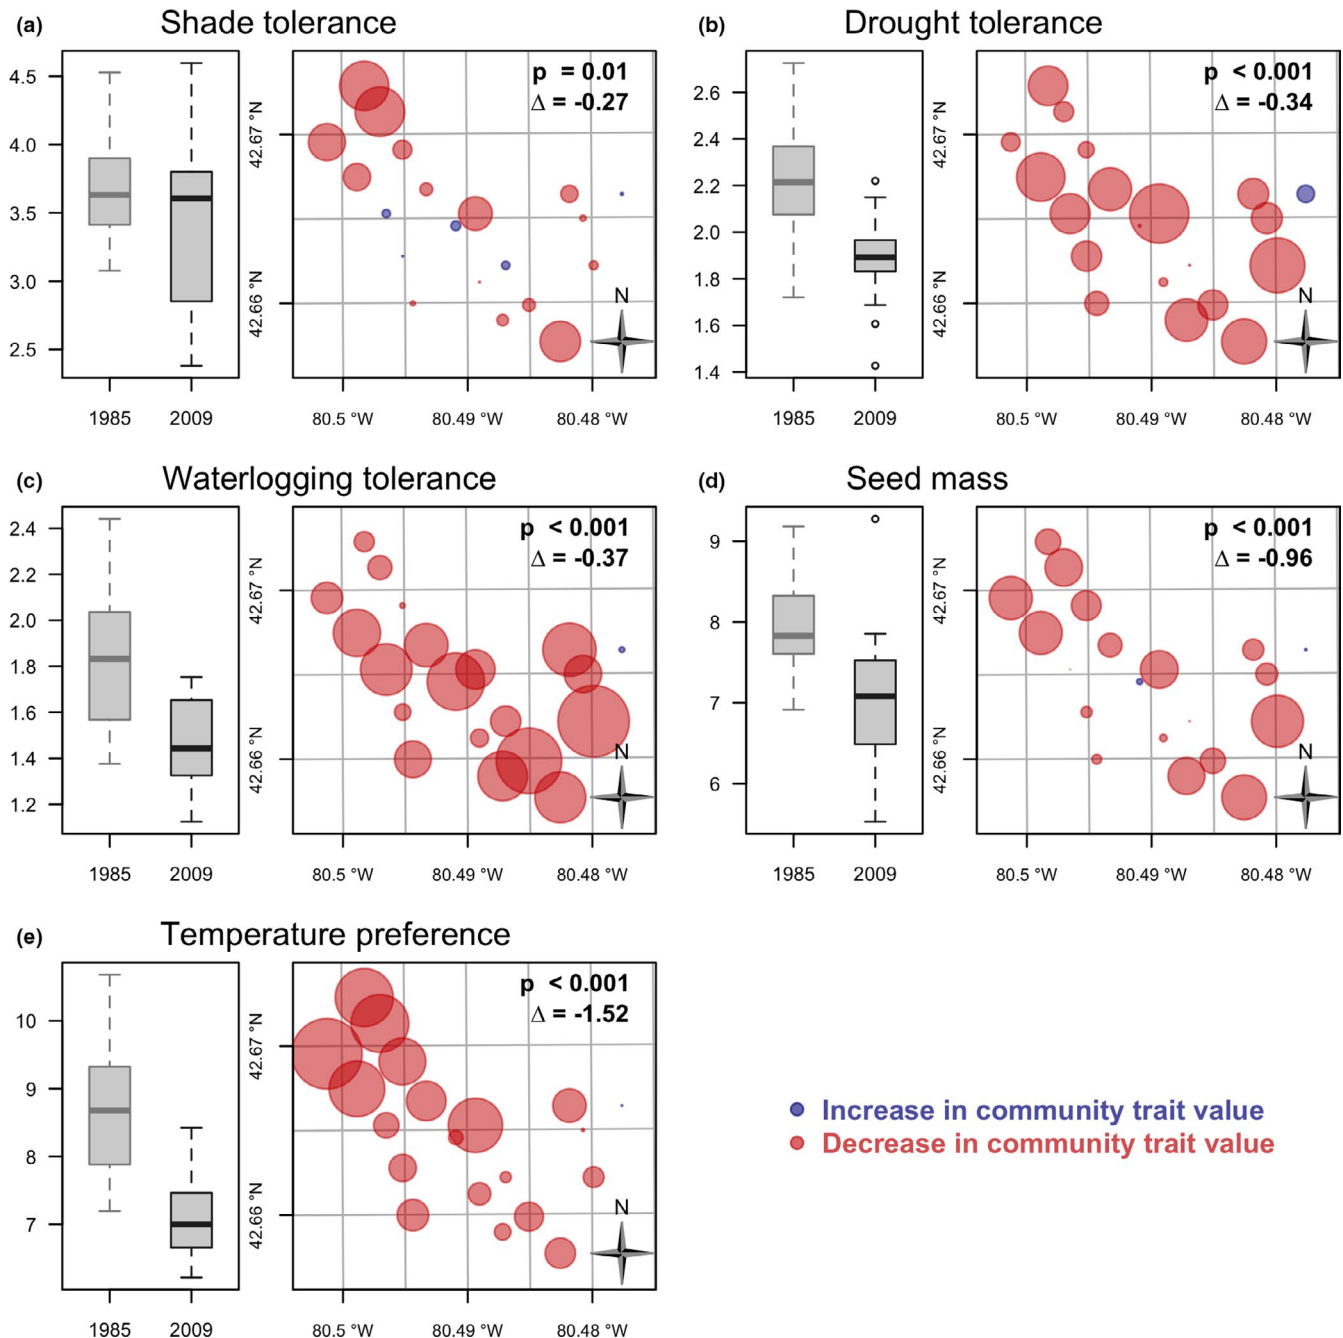 (a) Shade tolerance
4.5
4.0
3.5
3.0
2.5
1985 2009
42.67 °N
42.66 °N
p = 0.01
Δ = -0.27
N
80.5 °W 80.49 °W 80.48 °W
(b) Drought tolerance
2.6
2.4
2.2
2.0
1.8
1.6
1.4
1985 2009
42.67 °N
42.66 °N
p < 0.001
Δ = -0.34
N
80.5 °W 80.49 °W 80.48 °W
(c) Waterlogging tolerance
2.4
2.2
2.0
1.8
1.6
1.4
1.2
1985 2009
42.67 °N
42.66 °N
p < 0.001
Δ = -0.37
N
80.5 °W 80.49 °W 80.48 °W
(d) Seed mass
9
8
7
6
1985 2009
42.67 °N
42.66 °N
p < 0.001
Δ = -0.96
N
80.5 °W 80.49 °W 80.48 °W
(e) Temperature preference
10
9
8
7
1985 2009
42.67 °N
42.66 °N
p < 0.001
Δ = -1.52
N
80.5 °W 80.49 °W 80.48 °W
Increase in community trait value
Decrease in community trait value